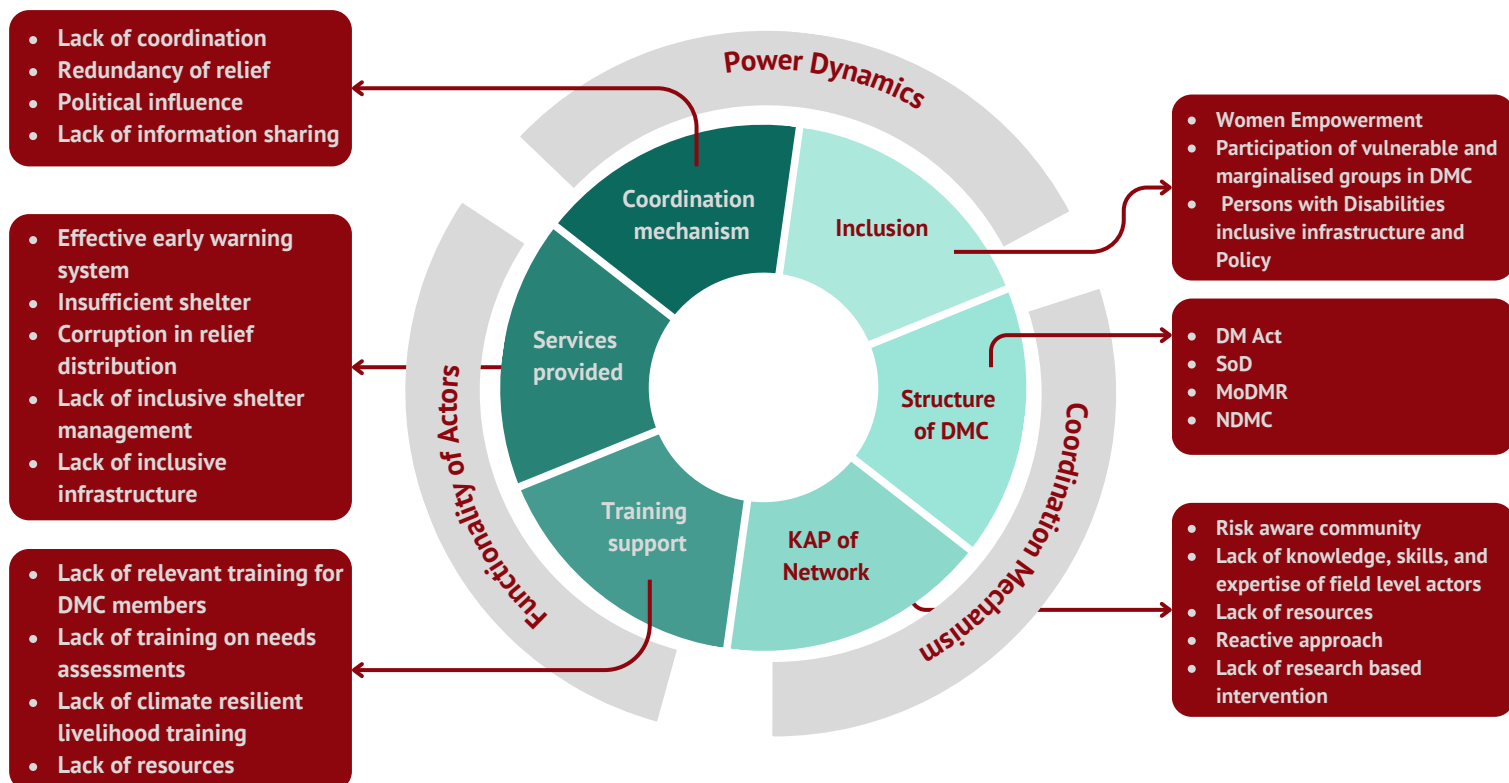 • Lack of coordination
• Redundancy of relief
• Political influence
• Lack of information sharing
• Effective early warning
system
• Insufficient shelter
• Corruption in relief
distribution
• Lack of inclusive shelter
management
• Lack of inclusive
infrastructure
• Lack of relevant training for
DMC members
• Lack of training on needs
assessments
• Lack of climate resilient
livelihood training
• Lack of resources
Power Dynamics
Functionality of Actors
Coordination Mechanism
Coordination
mechanism
Inclusion
Services
provided
Structure
of DMC
Training
support
KAP of
Network
• Women Empowerment
• Participation of vulnerable and
marginalised groups in DMC
• Persons with Disabilities
inclusive infrastructure and
Policy
• DM Act
• SoD
• MoDMR
• NDMC
• Risk aware community
• Lack of knowledge, skills, and
expertise of field level actors
• Lack of resources
• Reactive approach
• Lack of research based
intervention